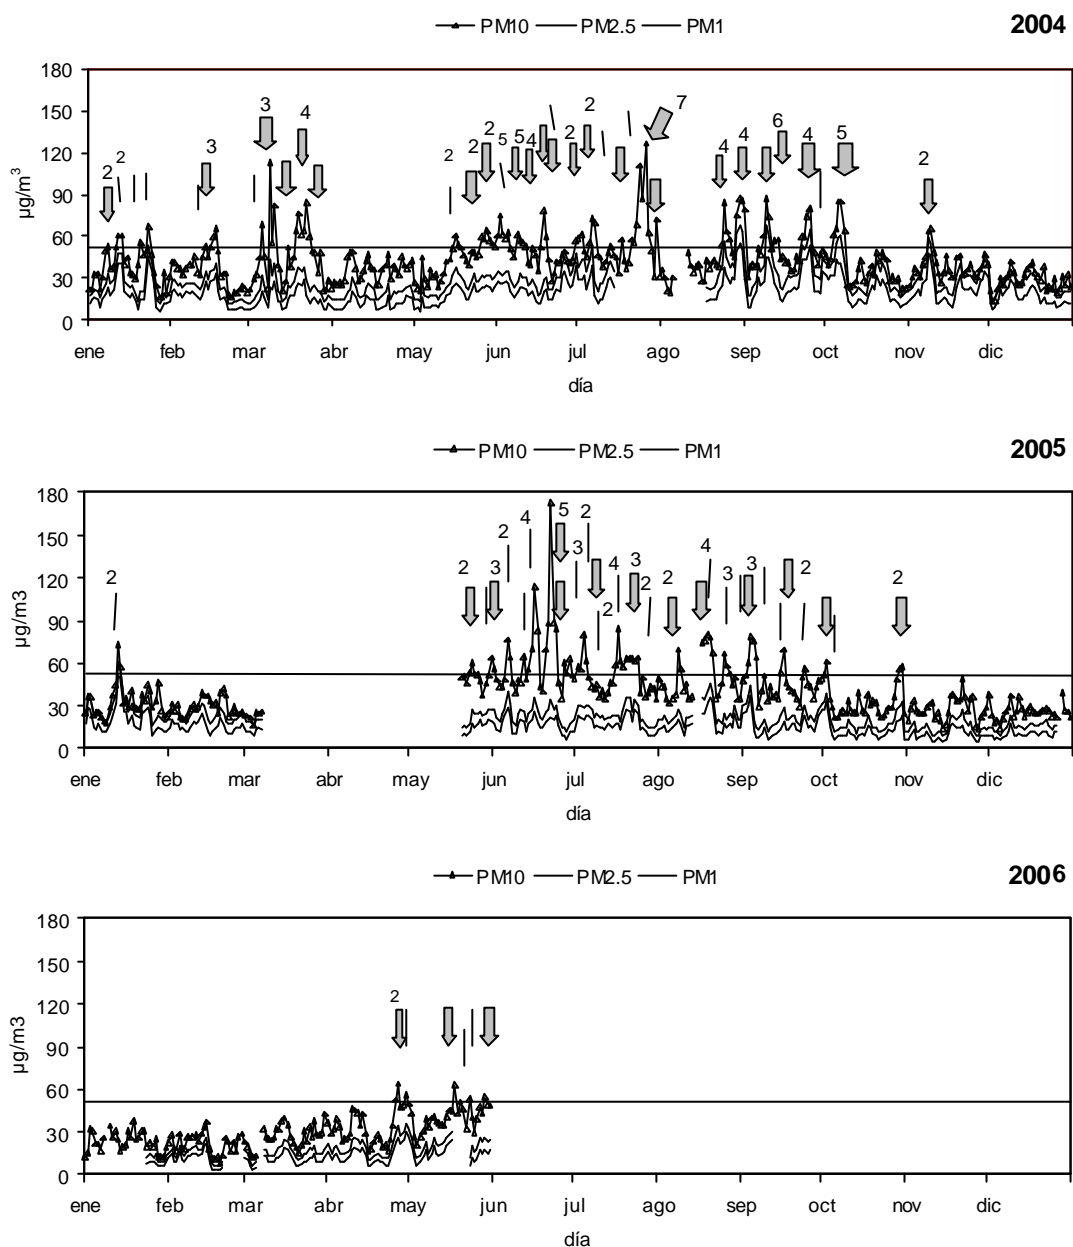 PM10 PM2.5 PM1 2004
180
150
120
90
60
30
0
µg/m³
2 2 3 3 4 2 2 2 5 5 4 2 2 7 4 4 6 4 5 2
ene feb mar abr may jun jul ago sep oct nov dic
día
PM10 PM2.5 PM1 2005
180
150
120
90
60
30
0
µg/m3
2 2 3 2 4 5 3 2 2 4 3 2 2 4 3 3 2 2
ene feb mar abr may jun jul ago sep oct nov dic
día
PM10 PM2.5 PM1 2006
180
150
120
90
60
30
0
µg/m3
2
ene feb mar abr may jun jul ago sep oct nov dic
día